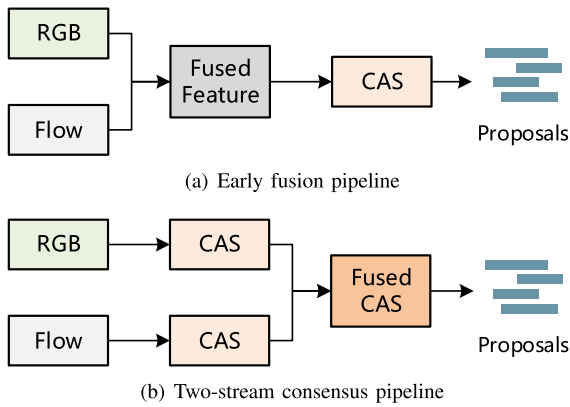 RGB
Flow
Fused
Feature
CAS
Proposals
(a) Early fusion pipeline
RGB
CAS
Flow
CAS
Fused
CAS
Proposals
(b) Two-stream consensus pipeline